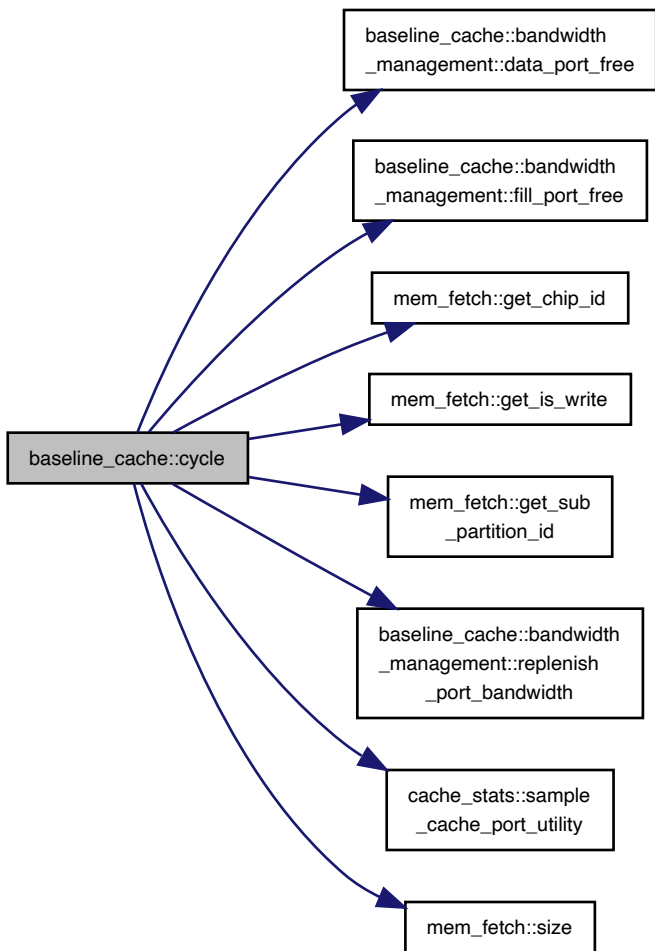 baseline_cache::bandwidth
_management::data_port_free
baseline_cache::bandwidth
_management::fill_port_free
mem_fetch::get_chip_id
mem_fetch::get_is_write
baseline_cache::cycle
mem_fetch::get_sub
_partition_id
baseline_cache::bandwidth
_management::replenish
_port_bandwidth
cache_stats::sample
_cache_port_utility
mem_fetch::size